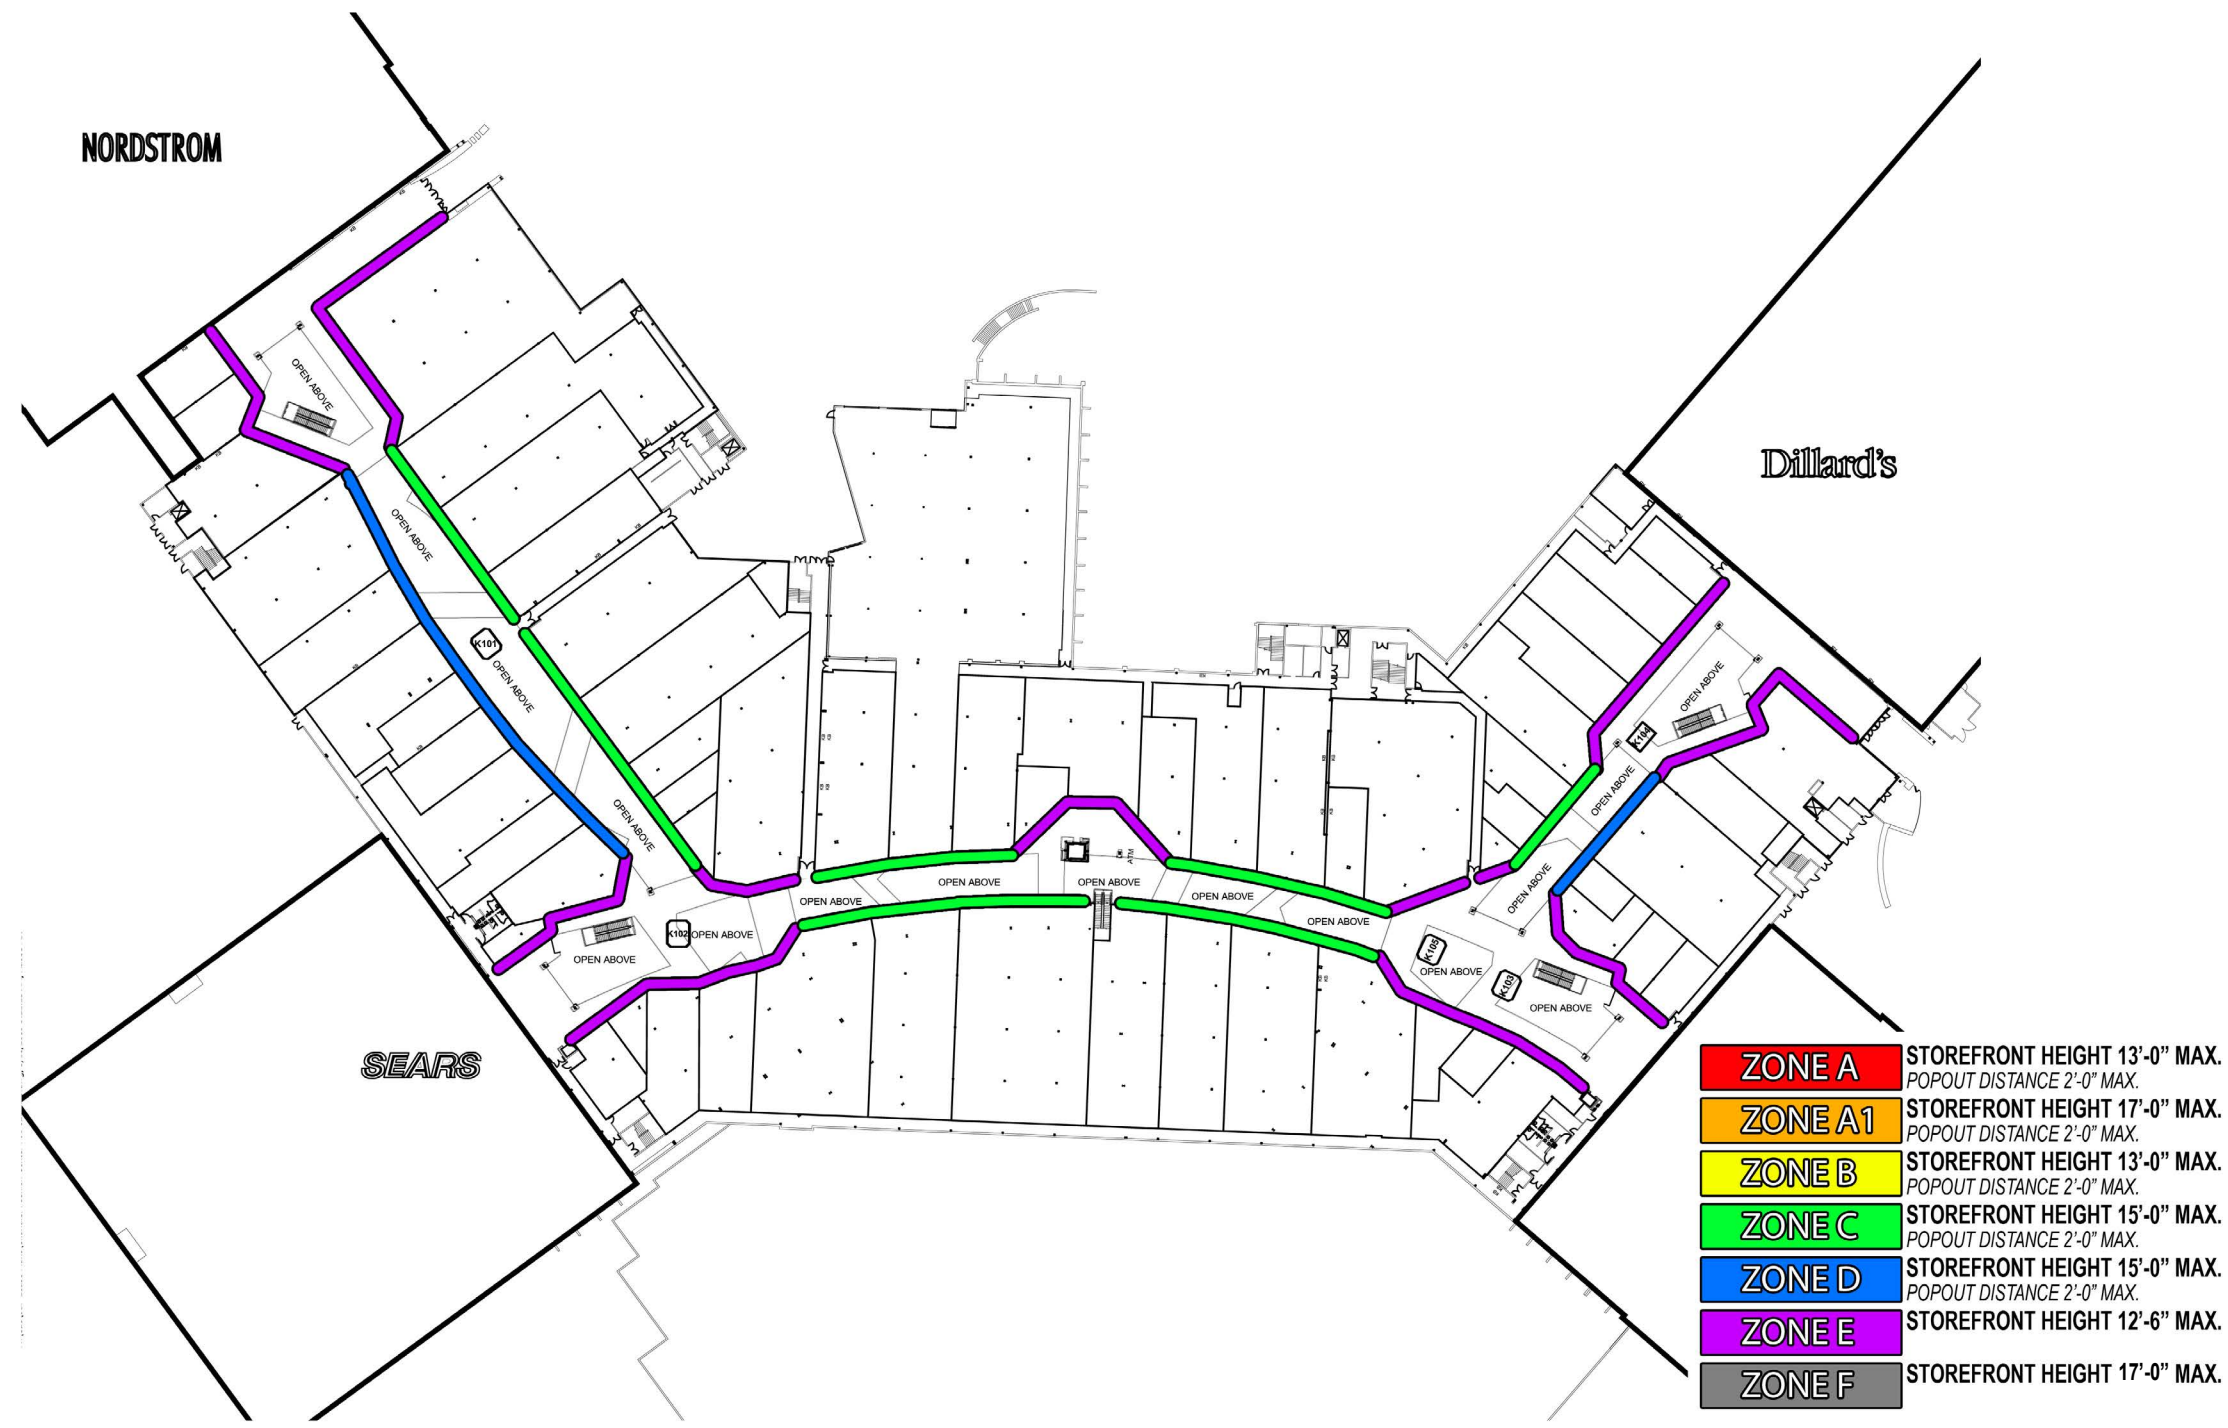 NORDSTROM
OPEN ABOVE
Dillard's
OPEN ABOVE
K101
OPEN ABOVE
OPEN ABOVE
K104
OPEN ABOVE
OPEN ABOVE
ATM
OPEN ABOVE
OPEN ABOVE
OPEN ABOVE
OPEN ABOVE
OPEN ABOVE
OPEN ABOVE
K102
OPEN ABOVE
OPEN ABOVE
K105
OPEN ABOVE
K103
OPEN ABOVE
SEARS
ZONE A STOREFRONT HEIGHT 13'-0" MAX.
POPOUT DISTANCE 2'-0" MAX.
ZONE A1 STOREFRONT HEIGHT 17'-0" MAX.
POPOUT DISTANCE 2'-0" MAX.
ZONE B STOREFRONT HEIGHT 13'-0" MAX.
POPOUT DISTANCE 2'-0" MAX.
ZONE C STOREFRONT HEIGHT 15'-0" MAX.
POPOUT DISTANCE 2'-0" MAX.
ZONE D STOREFRONT HEIGHT 15'-0" MAX.
POPOUT DISTANCE 2'-0" MAX.
ZONE E STOREFRONT HEIGHT 12'-6" MAX.
ZONE F STOREFRONT HEIGHT 17'-0" MAX.